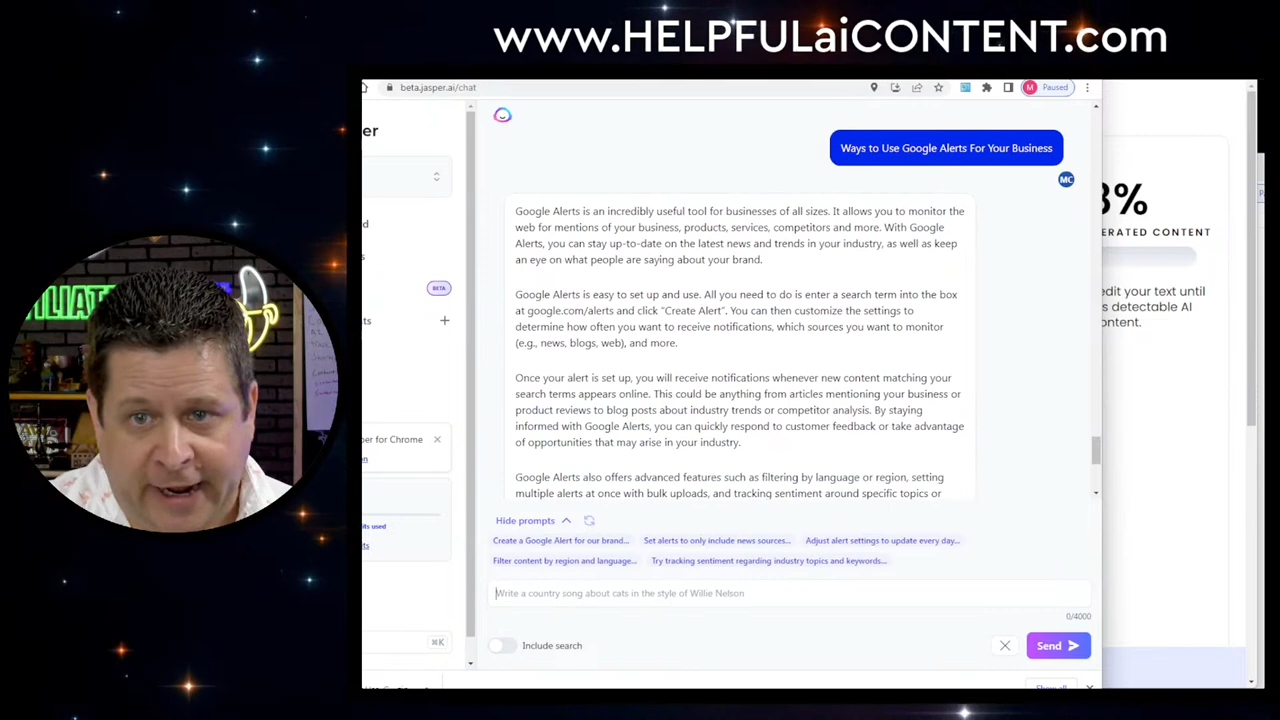 www.HELPFULaiCONTENT.com
beta.jasper.ai/chat
M Paused
er
Ways to Use Google Alerts For Your Business
MC
Google Alerts is an incredibly useful tool for businesses of all sizes. It allows you to monitor the
web for mentions of your business, products, services, competitors and more. With Google
Alerts, you can stay up-to-date on the latest news and trends in your industry, as well as keep
an eye on what people are saying about your brand.
Google Alerts is easy to set up and use. All you need to do is enter a search term into the box
at google.com/alerts and click “Create Alert”. You can then customize the settings to
determine how often you want to receive notifications, which sources you want to monitor
(e.g., news, blogs, web), and more.
Once your alert is set up, you will receive notifications whenever new content matching your
search terms appears online. This could be anything from articles mentioning your business or
product reviews to blog posts about industry trends or competitor analysis. By staying
informed with Google Alerts, you can quickly respond to customer feedback or take advantage
of opportunities that may arise in your industry.
Google Alerts also offers advanced features such as filtering by language or region, setting
multiple alerts at once with bulk uploads, and tracking sentiment around specific topics or
Hide prompts
Create a Google Alert for our brand...
Set alerts to only include news sources...
Adjust alert settings to update every day...
Filter content by region and language...
Try tracking sentiment regarding industry topics and keywords...
Write a country song about cats in the style of Willie Nelson
0/4000
Include search
Send
BETA
per for Chrome
its used
⌘K
%
ERATED CONTENT
edit your text until
s detectable AI
ontent.